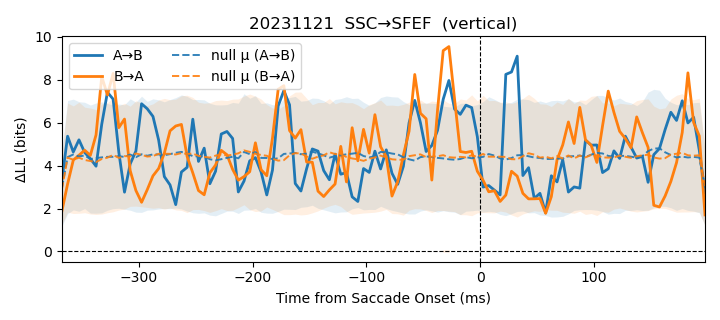 20231121  SSC→SFEF  (vertical)
A→B
B→A
null μ (A→B)
null μ (B→A)
ΔLL (bits)
10
8
6
4
2
0
−300
−200
−100
0
100
Time from Saccade Onset (ms)